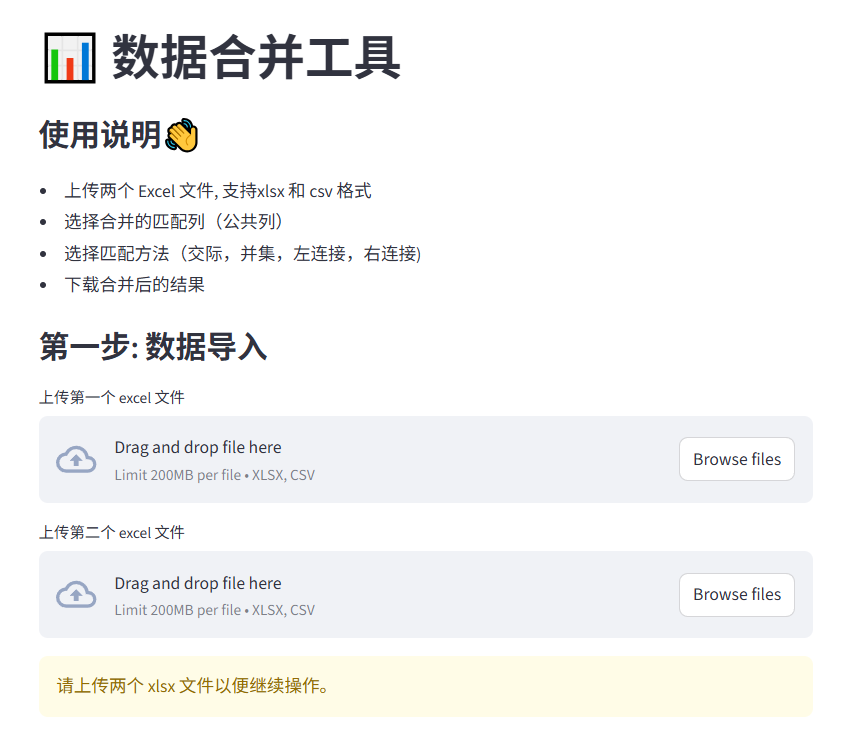 数据合并工具
使用说明
上传两个 Excel 文件, 支持xlsx 和 csv 格式
选择合并的匹配列（公共列）
选择匹配方法（交际，并集，左连接，右连接)
下载合并后的结果
第一步: 数据导入
上传第一个 excel 文件
Drag and drop file here
Limit 200MB per file • XLSX, CSV
Browse files
上传第二个 excel 文件
Drag and drop file here
Limit 200MB per file • XLSX, CSV
Browse files
请上传两个 xlsx 文件以便继续操作。